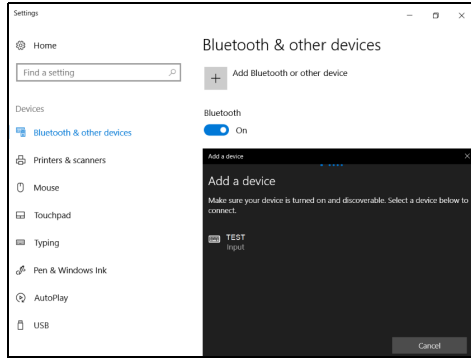 Settings
Home
Find a setting
Devices
Bluetooth & other devices
Printers & scanners
Mouse
Touchpad
Typing
Pen & Windows Ink
AutoPlay
USB
Bluetooth & other devices
Add Bluetooth or other device
Bluetooth
On
Add a device
Add a device
Make sure your device is turned on and discoverable. Select a device below to
connect.
TEST
Input
Cancel